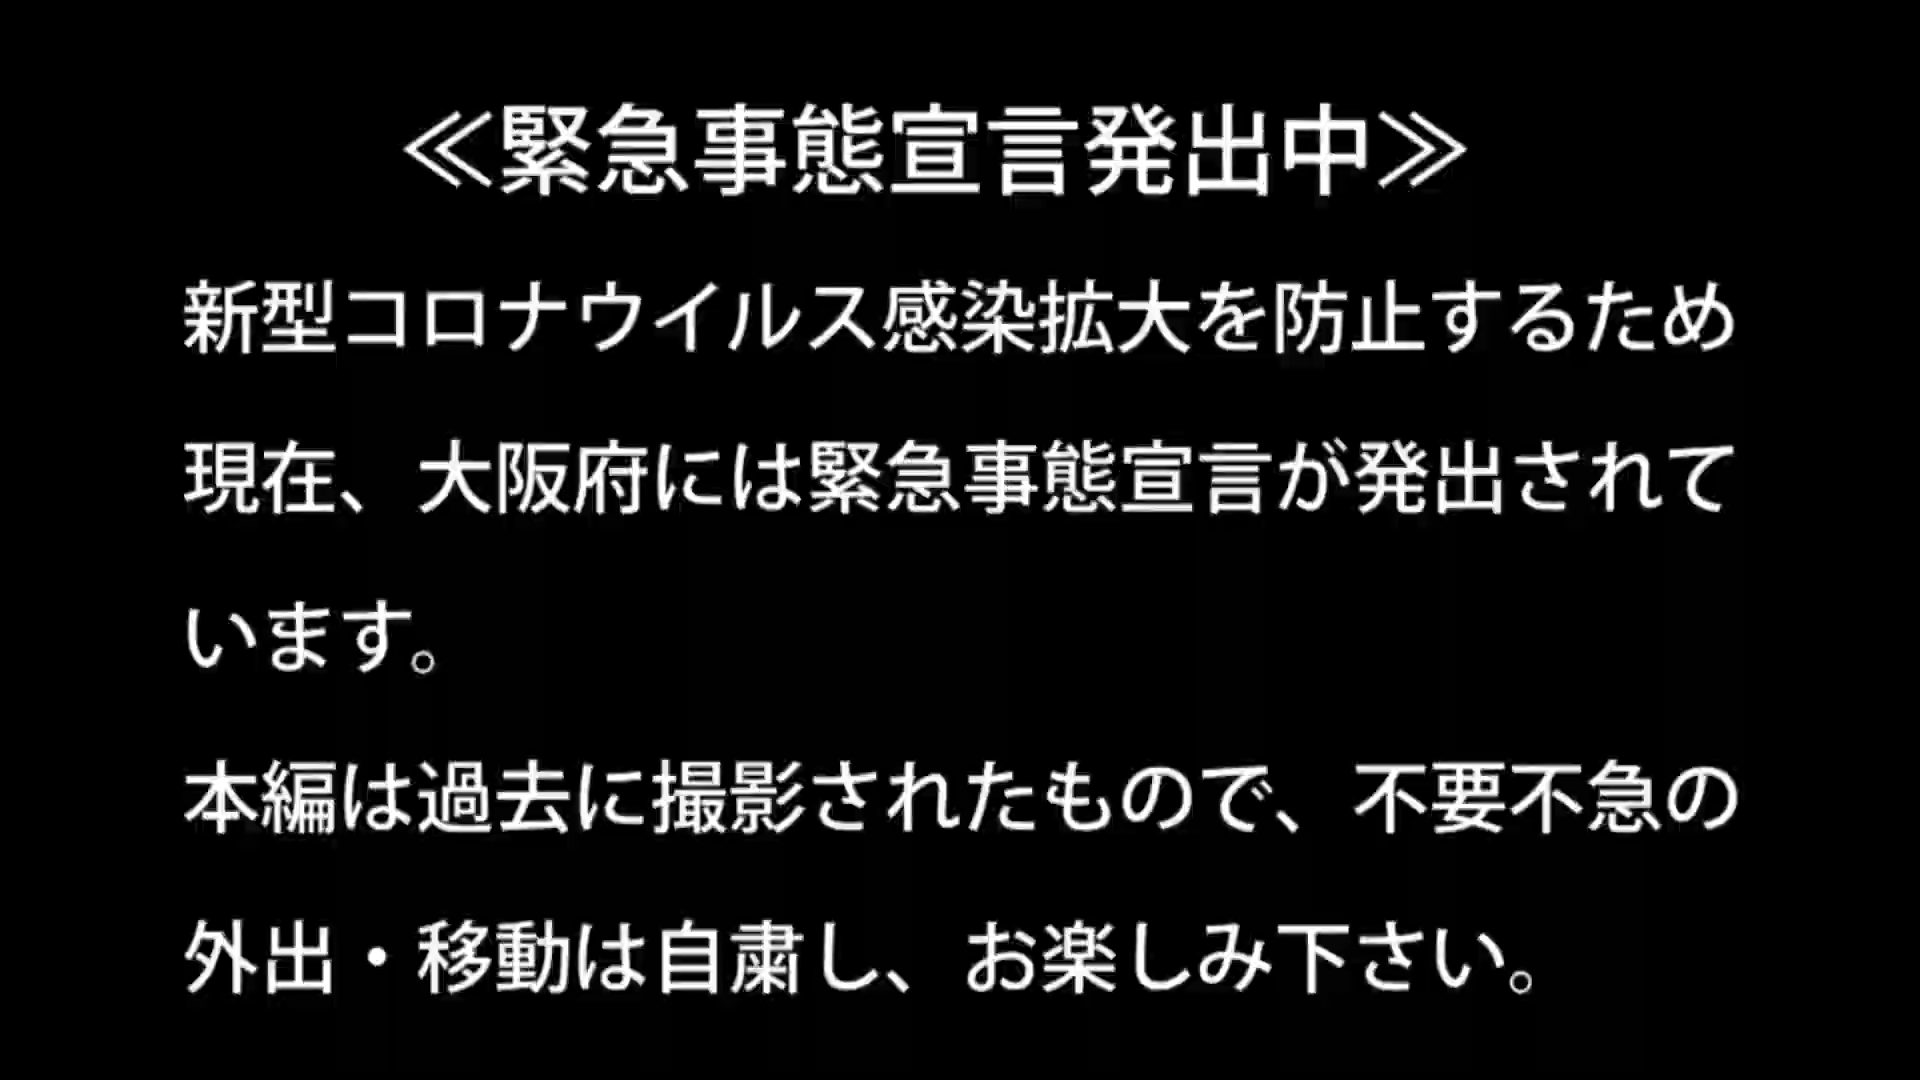 ≪緊急事態宣言発出中≫
新型コロナウイルス感染拡大を防止するため
現在、大阪府には緊急事態宣言が発出されて
います。
本編は過去に撮影されたもので、不要不急の
外出・移動は自粛し、お楽しみ下さい。